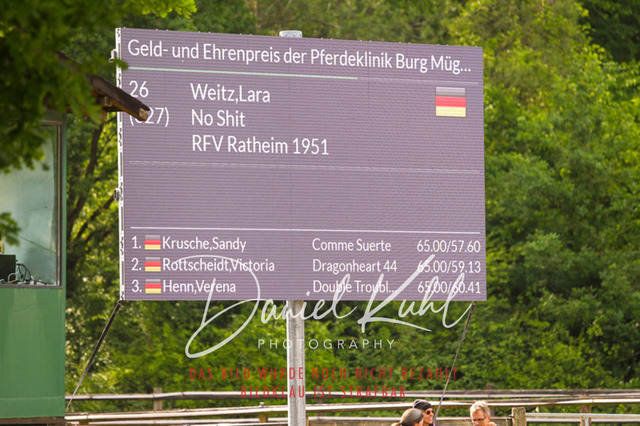 Geld- und Ehrenpreis der Pferdeklinik Burg Müg...
26 Weitz,Lara
No Shit
RFV Ratheim 1951
1. Krusche,Sandy Comme Suerte 65.00/57.60
2. Rottscheidt,Victoria Dragonheart 44 65.00/59.13
3. Henn,Verena Double Troubl... 65.00/60.41
Daniel Kuhl
PHOTOGRAPHY
DAS BILD WURDE NOCH NICHT GEZAHLT
BILDKLAU IST STRAFBAR